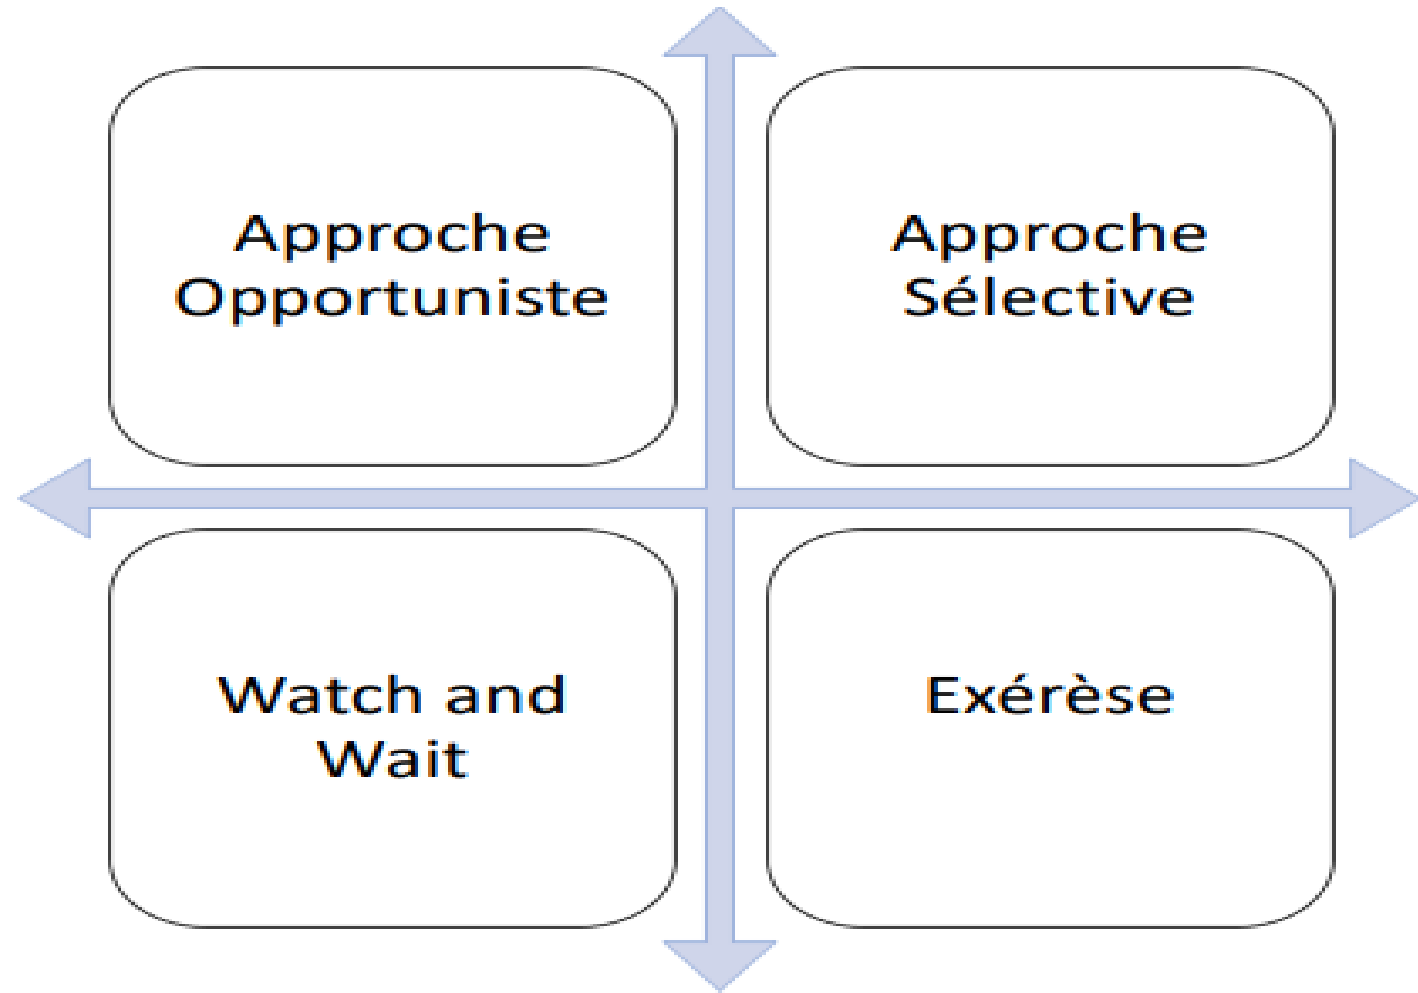 Approche
Opportuniste
Approche
Sélective
Watch and
Wait
Exérèse